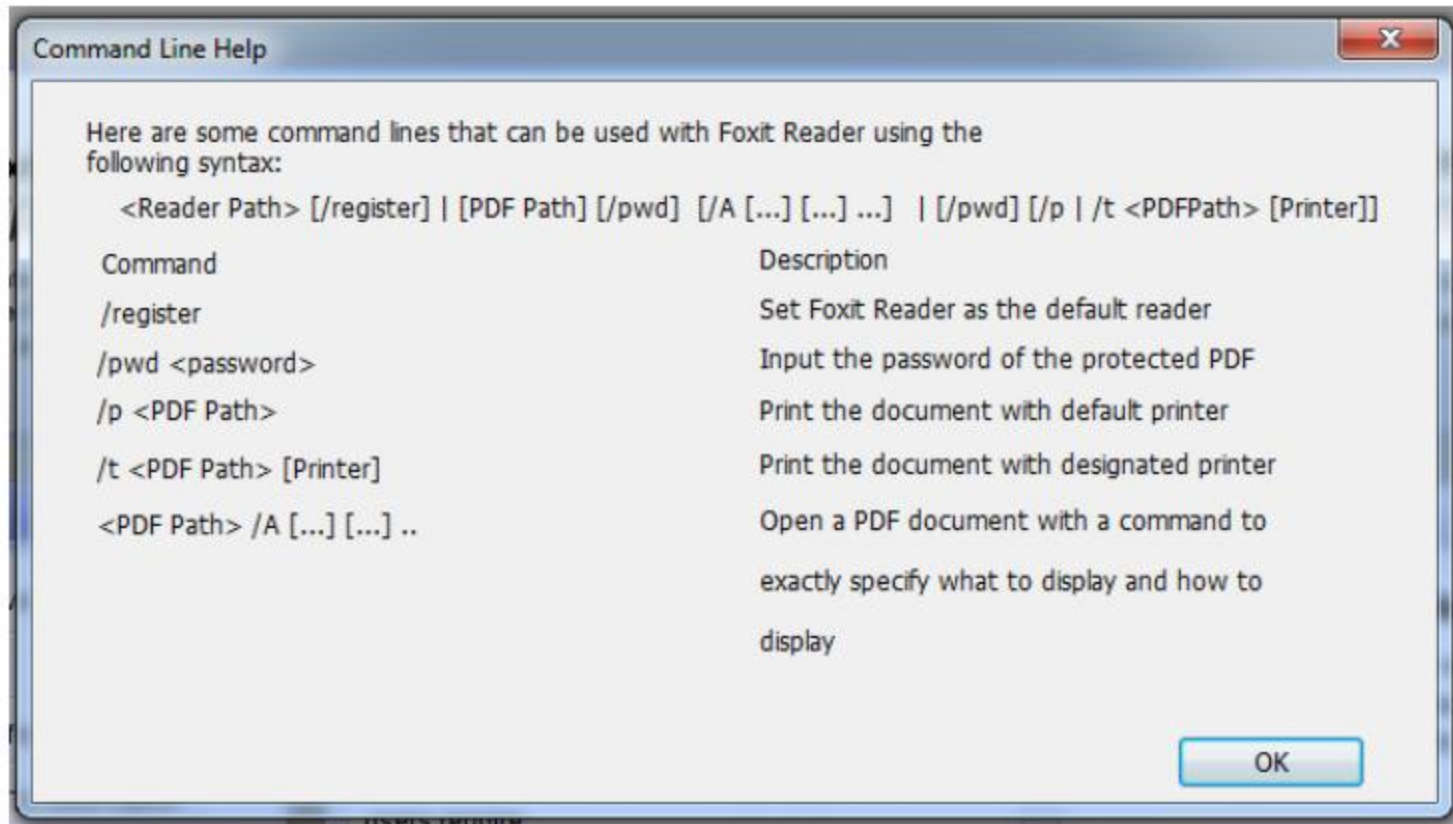 Command Line Help
Here are some command lines that can be used with Foxit Reader using the
following syntax:
<Reader Path> [/register] | [PDF Path] [/pwd]  [/A [...] [...] ...]   | [/pwd] [/p | /t <PDFPath> [Printer]]
Command Description
/register Set Foxit Reader as the default reader
/pwd <password> Input the password of the protected PDF
/p <PDF Path> Print the document with default printer
/t <PDF Path> [Printer] Print the document with designated printer
<PDF Path> /A [...] [...] .. Open a PDF document with a command to
exactly specify what to display and how to
display
OK